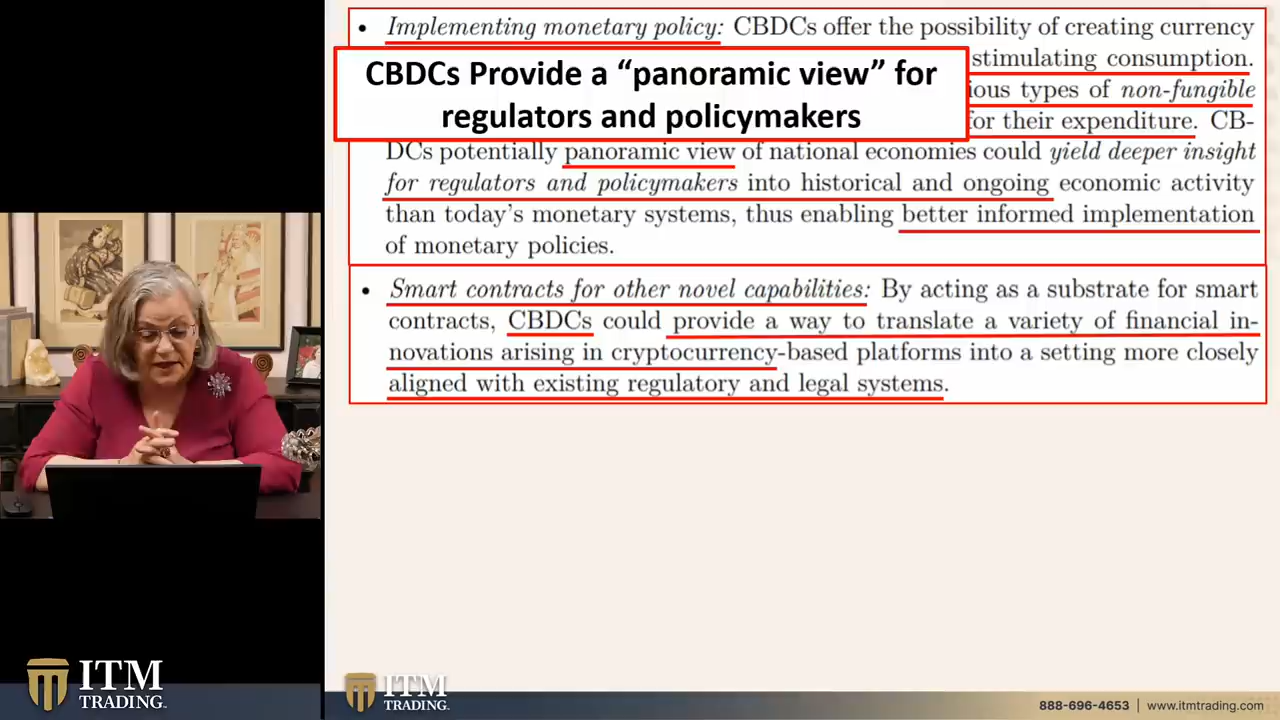 • Implementing monetary policy: CBDCs offer the possibility of creating currency
stimulating consumption.
CBDCs Provide a “panoramic view” for
regulators and policymakers
ious types of non-fungible
for their expenditure. CB-
DCs potentially panoramic view of national economies could yield deeper insight
for regulators and policymakers into historical and ongoing economic activity
than today’s monetary systems, thus enabling better informed implementation
of monetary policies.
• Smart contracts for other novel capabilities: By acting as a substrate for smart
contracts, CBDCs could provide a way to translate a variety of financial in-
novations arising in cryptocurrency-based platforms into a setting more closely
aligned with existing regulatory and legal systems.
ITM
TRADING.
ITM
TRADING.
888-696-4653 | www.itmtrading.com